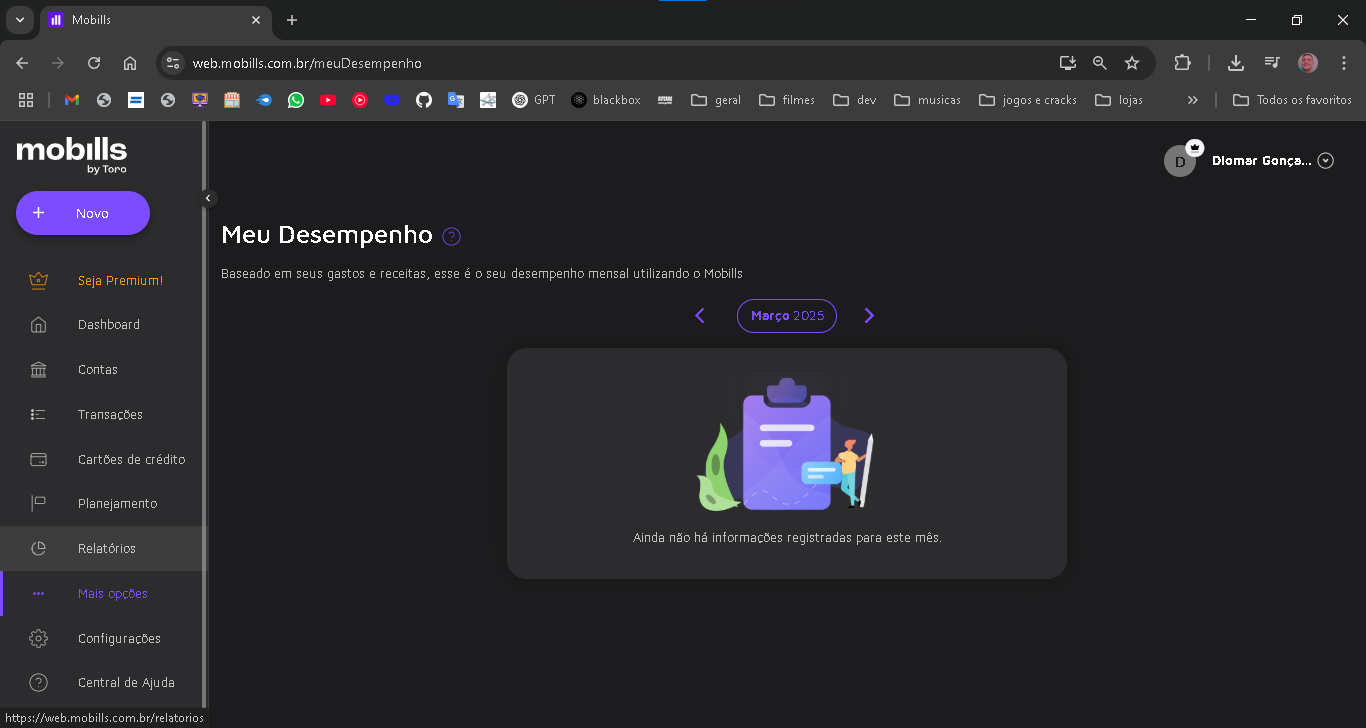 Mobills
web.mobills.com.br/meuDesempenho
GPT
blackbox
geral
filmes
dev
musicas
jogos e cracks
lojas
Todos os favoritos
mobills
by Toro
Novo
D
Diomar Gonça...
Meu Desempenho
?
Baseado em seus gastos e receitas, esse é o seu desempenho mensal utilizando o Mobills
Seja Premium!
Março 2025
Dashboard
Contas
Transações
Cartões de crédito
Planejamento
Relatórios
Ainda não há informações registradas para este mês.
Mais opções
Configurações
?
Central de Ajuda
https://web.mobills.com.br/relatorios